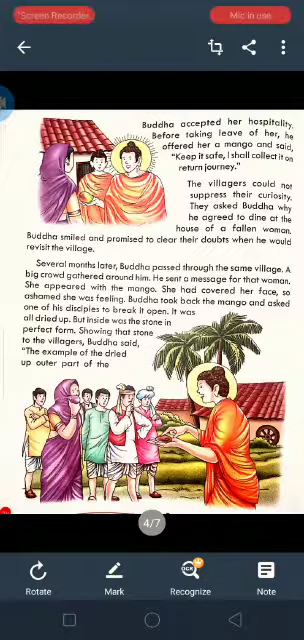 "Screen Recorder
Mic in use
Buddha accepted her hospitality.
Before taking leave of her, he
offered her a mango and said,
"Keep it safe, I shall collect it on
return journey."
The villagers could not
suppress their curiosity.
They asked Buddha why
he agreed to dine at the
house of a fallen woman.
Buddha smiled and promised to clear their doubts when he would
revisit the village.
Several months later, Buddha passed through the same village. A
big crowd gathered around him. He sent a message for that woman.
She appeared with the mango. She had covered her face, so
ashamed she was feeling. Buddha took back the mango and asked
one of his disciples to break it open. It was
all dried up. But inside was the stone in
perfect form. Showing that stone
to the villagers, Buddha said,
"The example of the dried
up outer part of the
4/7
OCR
Rotate
Mark
Recognize
Note